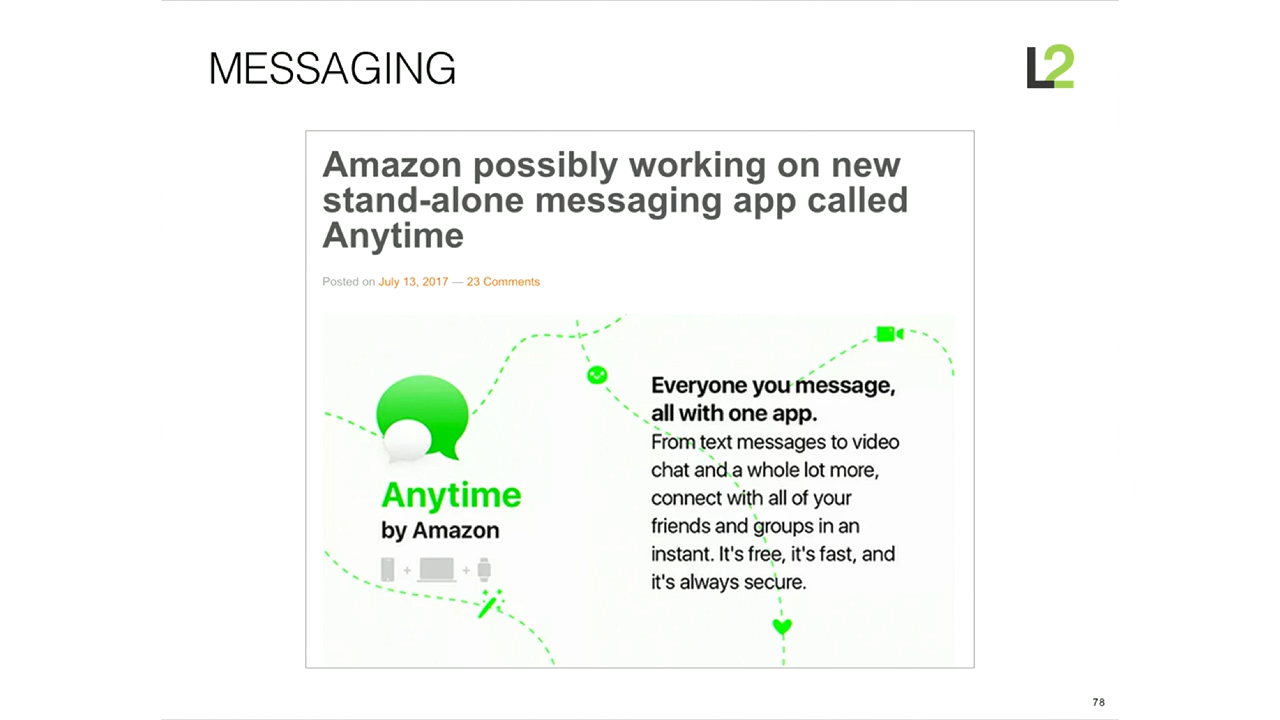 MESSAGING
L2
Amazon possibly working on new
stand-alone messaging app called
Anytime
Posted on July 13, 2017 — 23 Comments
Everyone you message,
all with one app.
From text messages to video
chat and a whole lot more,
connect with all of your
friends and groups in an
instant. It's free, it's fast, and
it's always secure.
Anytime
by Amazon
+ +
78